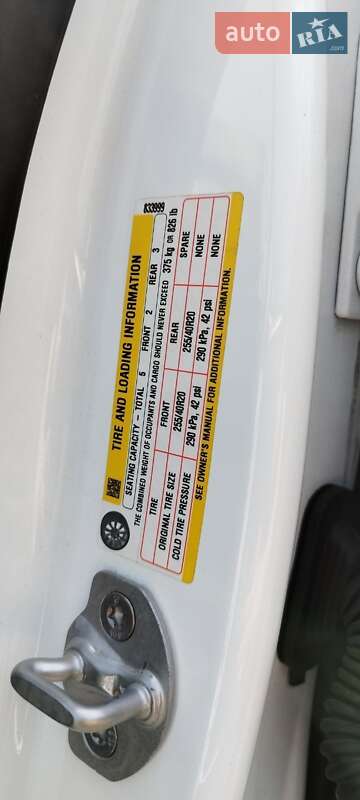 auto RIA.com
833999
TIRE AND LOADING INFORMATION
SEATING CAPACITY - TOTAL 5 FRONT 2 REAR 3
THE COMBINED WEIGHT OF OCCUPANTS AND CARGO SHOULD NEVER EXCEED 375 kg OR 826 lb
TIRE FRONT REAR SPARE
ORIGINAL TIRE SIZE 255/40R20 255/40R20 NONE
COLD TIRE PRESSURE 290 kPa, 42 psi 290 kPa, 42 psi NONE
SEE OWNER'S MANUAL FOR ADDITIONAL INFORMATION.